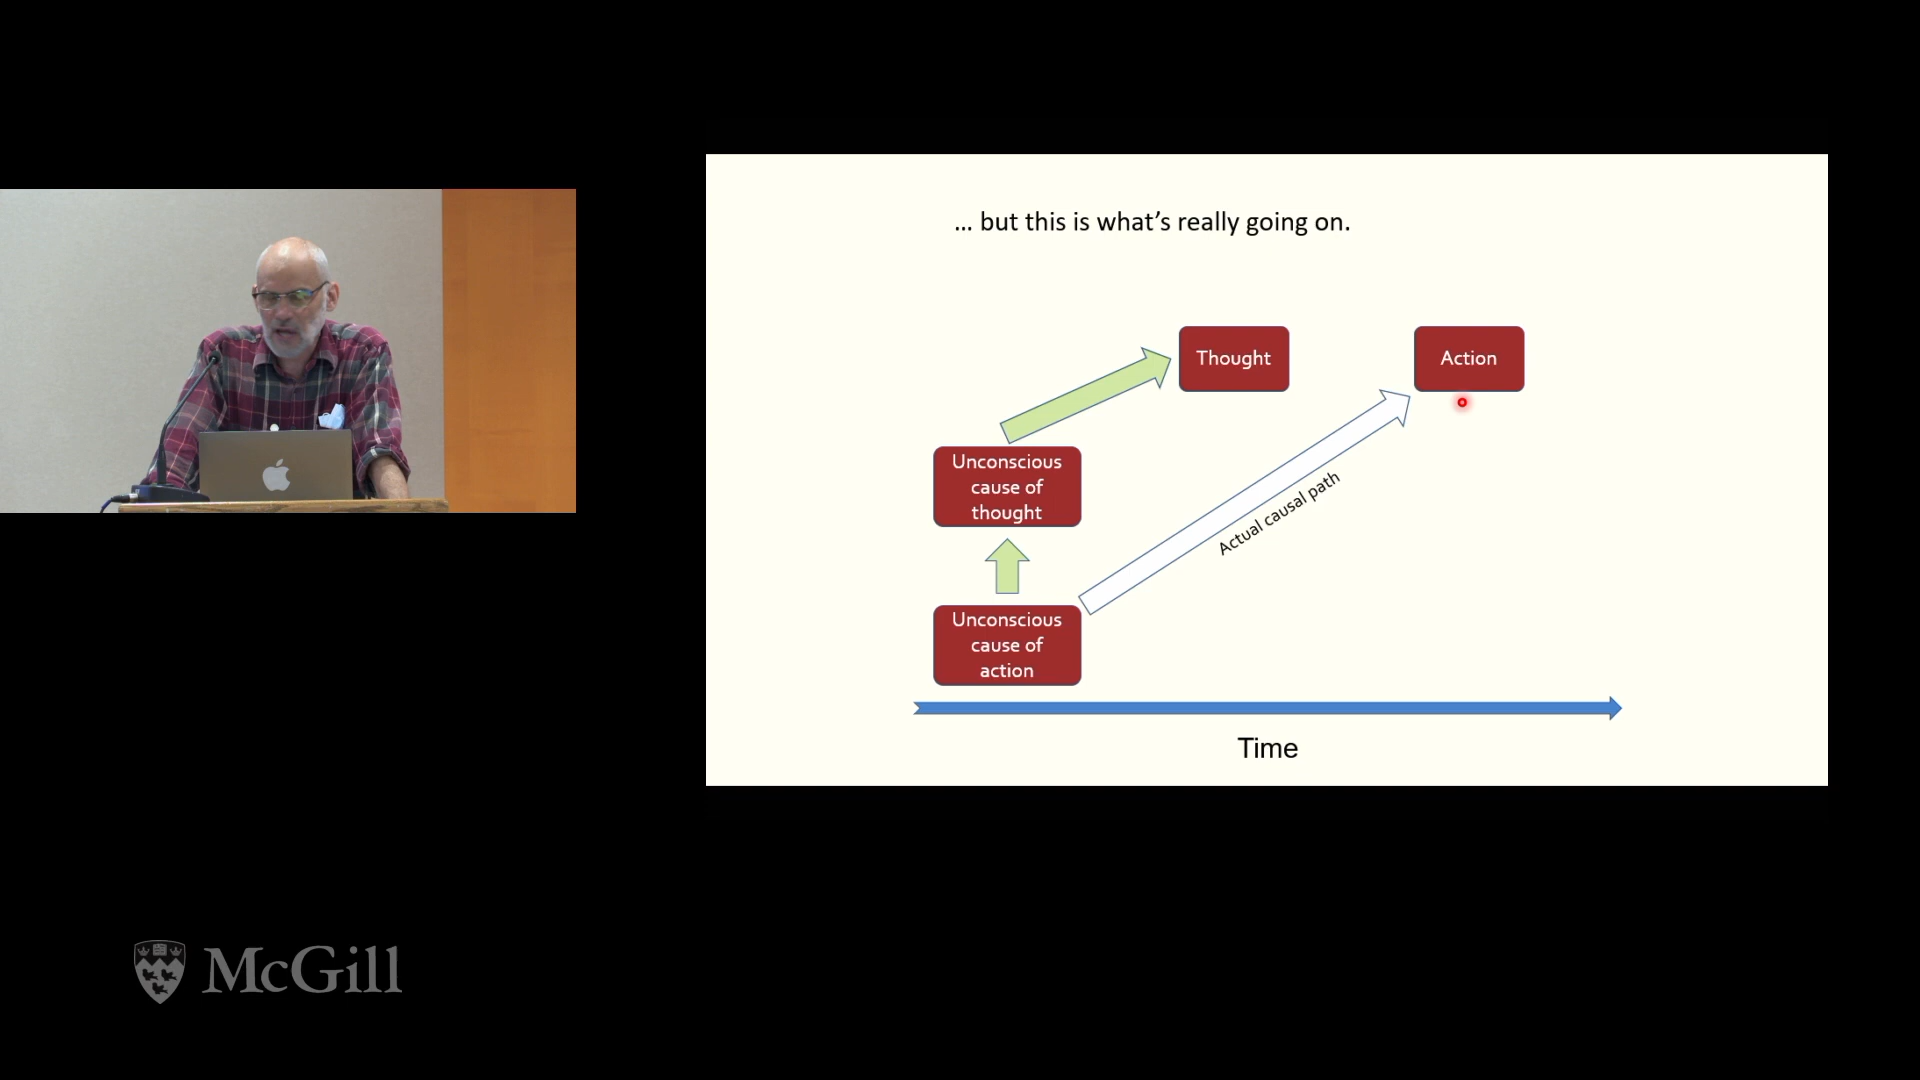 ... but this is what's really going on.
Thought
Action
Unconscious
cause of
thought
Actual causal path
Unconscious
cause of
action
Time
McGill